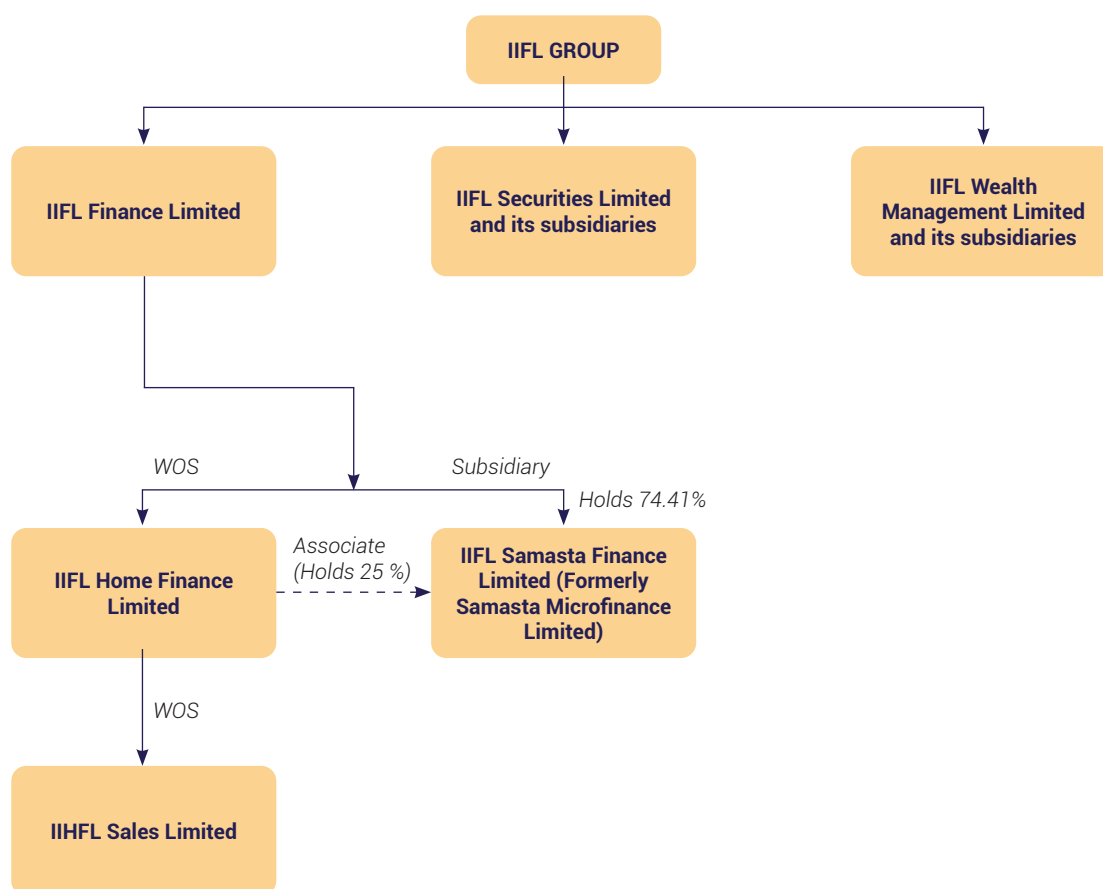 IIFL GROUP
IIFL Finance Limited
IIFL Securities Limited
and its subsidiaries
IIFL Wealth
Management Limited
and its subsidiaries
WOS
Subsidiary
Holds 74.41%
IIFL Home Finance
Limited
Associate
(Holds 25 %)
IIFL Samasta Finance
Limited (Formerly
Samasta Microfinance
Limited)
WOS
IIHFL Sales Limited